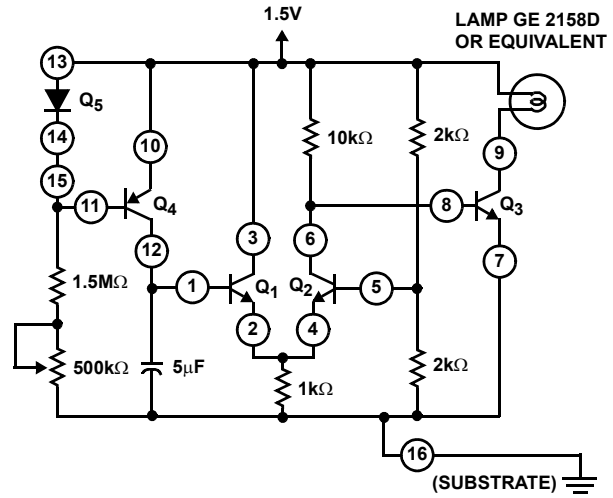 1.5V
LAMP GE 2158D
OR EQUIVALENT
13
Q5
14
10
10kΩ
2kΩ
9
15
11
Q4
8
Q3
12
3
6
7
1
Q1
Q2
5
1.5MΩ
2
4
500kΩ
5µF
1kΩ
2kΩ
16
(SUBSTRATE)